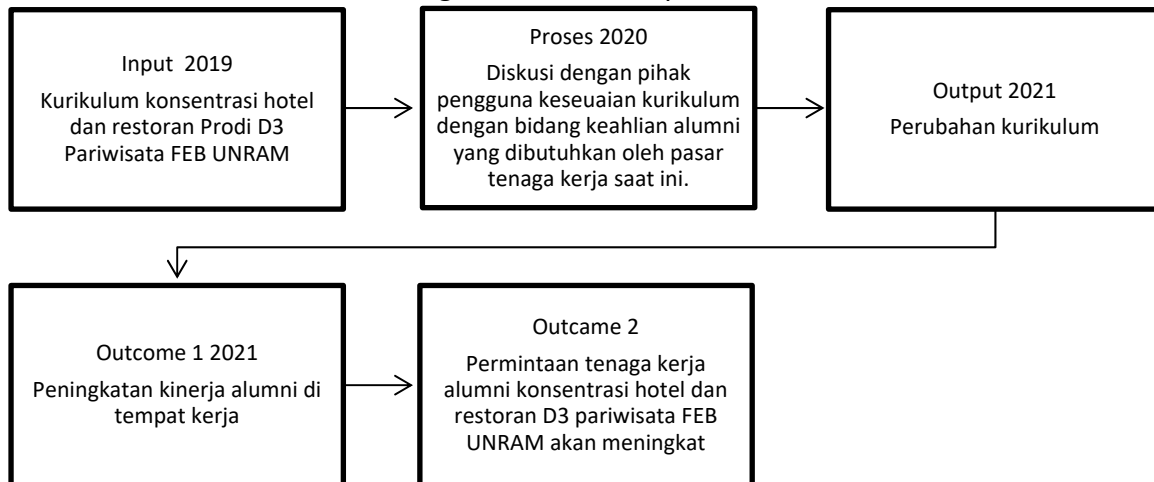 Input 2019
Kurikulum konsentrasi hotel
dan restoran Prodi D3
Pariwisata FEB UNRAM
Proses 2020
Diskusi dengan pihak
pengguna keseuaian kurikulum
dengan bidang keahlian alumni
yang dibutuhkan oleh pasar
tenaga kerja saat ini.
Output 2021
Perubahan kurikulum
Outcome 1 2021
Peningkatan kinerja alumni di
tempat kerja
Outcame 2
Permintaan tenaga kerja
alumni konsentrasi hotel dan
restoran D3 pariwisata FEB
UNRAM akan meningkat